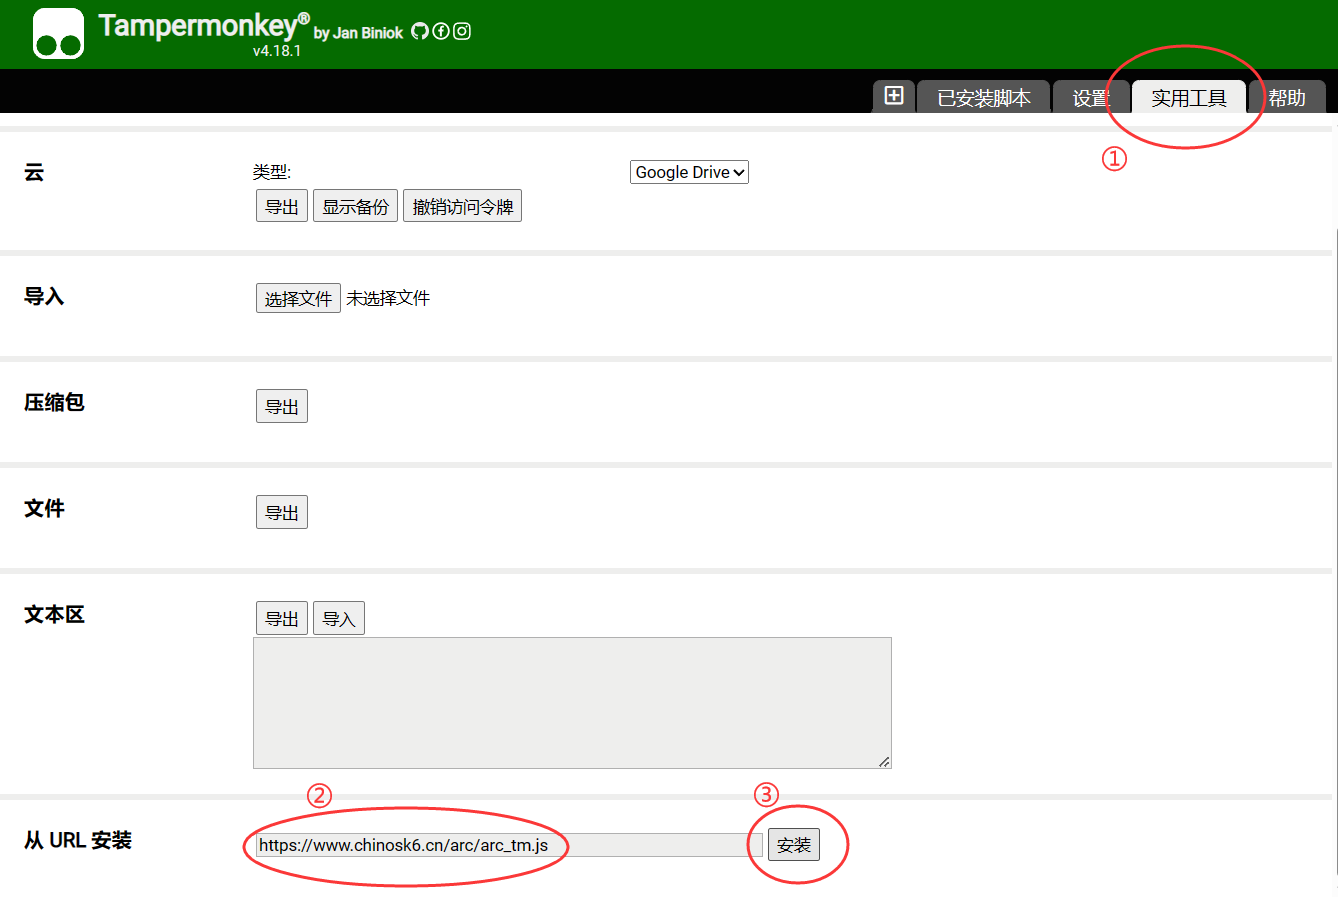 Tampermonkey® by Jan Biniok
v4.18.1
已安装脚本 设置 实用工具 帮助
①
云 类型: Google Drive
导出 显示备份 撤销访问令牌
导入 选择文件 未选择文件
压缩包 导出
文件 导出
文本区 导出 导入
② ③
从 URL 安装 https://www.chinosk6.cn/arc/arc_tm.js 安装